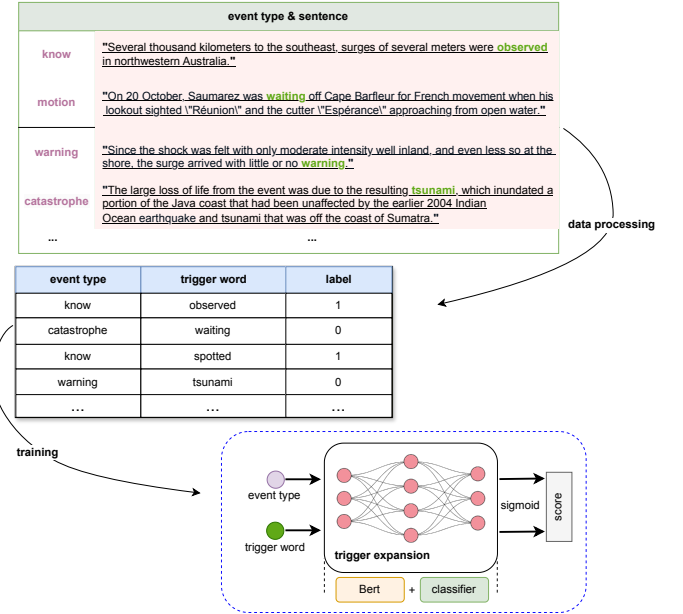 event type & sentence
know
"Several thousand kilometers to the southeast, surges of several meters were observed
in northwestern Australia."
motion
"On 20 October, Saumarez was waiting off Cape Barfleur for French movement when his
lookout sighted \"Réunion\" and the cutter \"Espérance\" approaching from open water."
warning
"Since the shock was felt with only moderate intensity well inland, and even less so at the
shore, the surge arrived with little or no warning."
catastrophe
"The large loss of life from the event was due to the resulting tsunami, which inundated a
portion of the Java coast that had been unaffected by the earlier 2004 Indian
Ocean earthquake and tsunami that was off the coast of Sumatra."
... ...
data processing
event type trigger word label
know observed 1
catastrophe waiting 0
know spotted 1
warning tsunami 0
... ... ...
training
event type
trigger word
trigger expansion
sigmoid
score
Bert + classifier